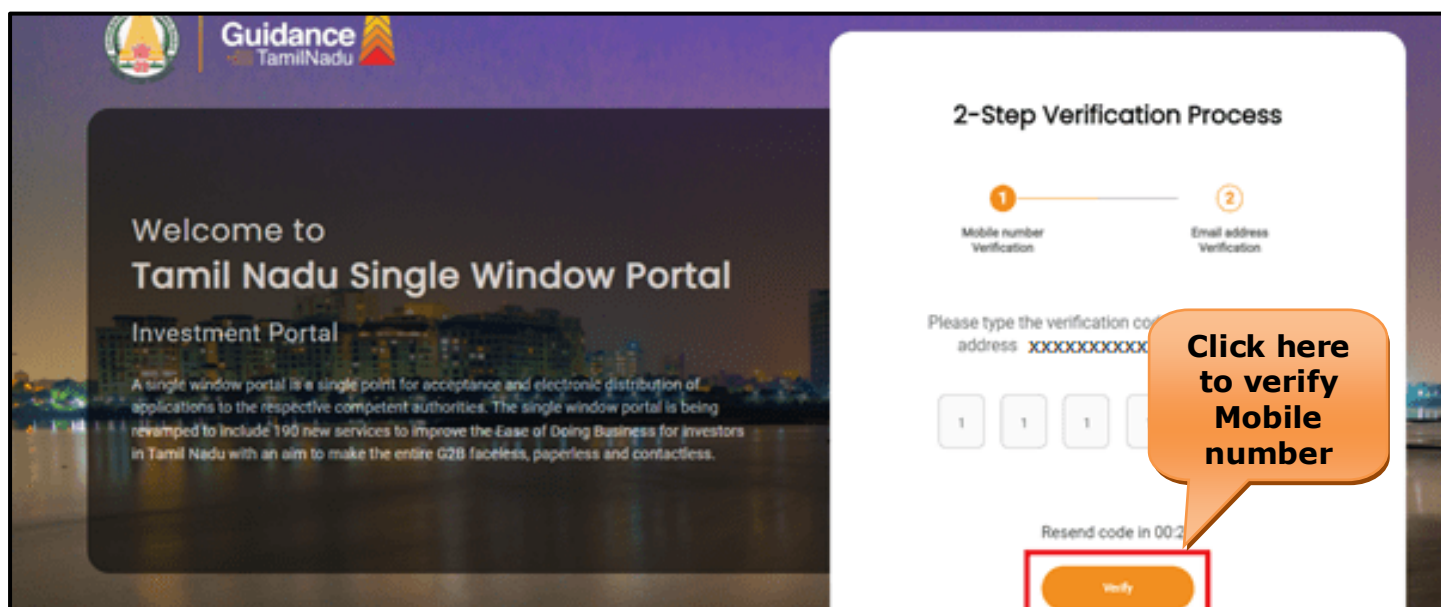 Guidance
TamilNadu
Welcome to
Tamil Nadu Single Window Portal
Investment Portal
A single window portal is a single point for acceptance and electronic distribution of
applications to the respective competent authorities. The single window portal is being
revamped to include 190 new services to improve the Ease of Doing Business for investors
in Tamil Nadu with an aim to make the entire G2B faceless, paperless and contactless.
2-Step Verification Process
1
2
Mobile number
Verification
Email address
Verification
Please type the verification
address xxxxxxxxxx
1 1 1
Click here
to verify
Mobile
number
Resend code in 00:2
Verify